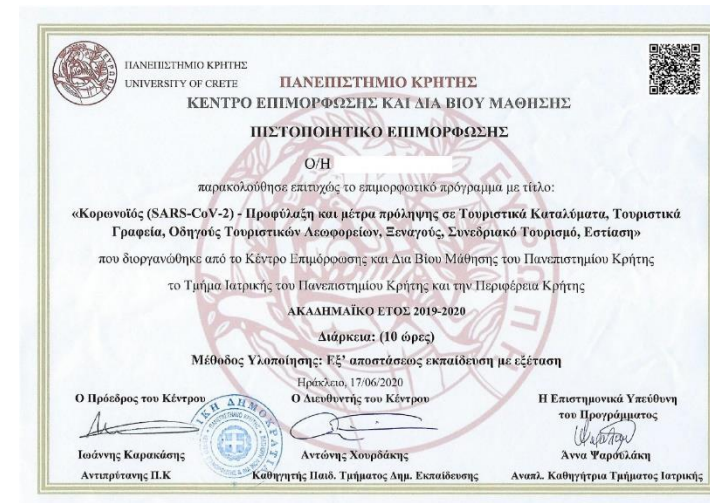 ΠΑΝΕΠΙΣΤΗΜΙΟ ΚΡΗΤΗΣ
UNIVERSITY OF CRETE
ΠΑΝΕΠΙΣΤΗΜΙΟ ΚΡΗΤΗΣ
ΚΕΝΤΡΟ ΕΠΙΜΟΡΦΩΣΗΣ ΚΑΙ ΔΙΑ ΒΙΟΥ ΜΑΘΗΣΗΣ
ΠΙΣΤΟΠΟΙΗΤΙΚΟ ΕΠΙΜΟΡΦΩΣΗΣ
Ο/Η
παρακολούθησε επιτυχώς το επιμορφωτικό πρόγραμμα με τίτλο:
«Κορωνοϊός (SARS-CoV-2) - Προφύλαξη και μέτρα πρόληψης σε Τουριστικά Καταλύματα, Τουριστικά
Γραφεία, Οδηγούς Τουριστικών Λεωφορείων, Ξεναγούς, Συνεδριακό Τουρισμό, Εστίαση»
που διοργανώθηκε από το Κέντρο Επιμόρφωσης και Δια Βίου Μάθησης του Πανεπιστημίου Κρήτης
το Τμήμα Ιατρικής του Πανεπιστημίου Κρήτης και την Περιφέρεια Κρήτης
ΑΚΑΔΗΜΑΪΚΟ ΕΤΟΣ 2019-2020
Διάρκεια: (10 ώρες)
Μέθοδος Υλοποίησης: Εξ’ αποστάσεως εκπαίδευση με εξέταση
Ηράκλειο, 17/06/2020
Ο Πρόεδρος του Κέντρου
Ο Διευθυντής του Κέντρου
Η Επιστημονικά Υπεύθυνη
του Προγράμματος
Ιωάννης Καρακάσης
Αντώνης Χουρδάκης
Άννα Ψαρουλάκη
Αντιπρύτανης Π.Κ
Καθηγητής Παιδ. Τμήματος Δημ. Εκπαίδευσης
Αναπλ. Καθηγήτρια Τμήματος Ιατρικής